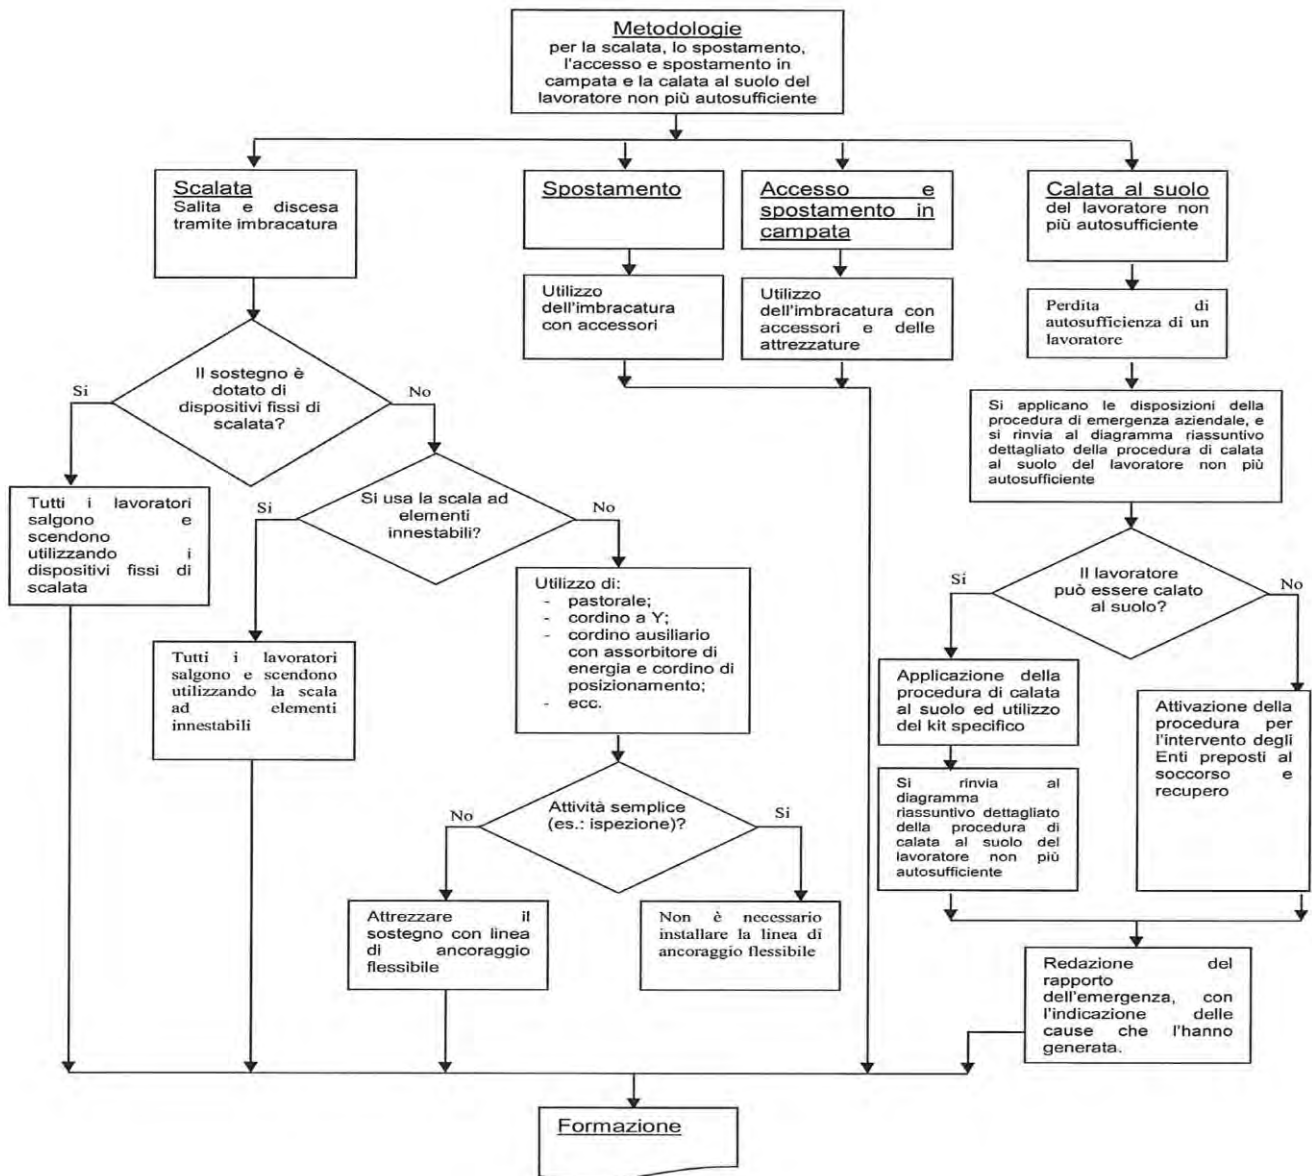 Metodologie
per la scalata, lo spostamento,
l'accesso e spostamento in
campata e la calata al suolo del
lavoratore non più autosufficiente
Scalata
Salita e discesa
tramite imbracatura
Spostamento
Accesso e
spostamento in
campata
Calata al suolo
del lavoratore non
più autosufficiente
Utilizzo
dell'imbracatura
con accessori
Utilizzo
dell'imbracatura con
accessori e delle
attrezzature
Perdita di
autosufficienza di un
lavoratore
Il sostegno è
dotato di
dispositivi fissi di
scalata?
Si
No
Si applicano le disposizioni della
procedura di emergenza aziendale, e
si rinvia al diagramma riassuntivo
dettagliato della procedura di calata
al suolo del lavoratore non più
autosufficiente
Tutti i lavoratori
salgono e
scendono
utilizzando i
dispositivi fissi di
scalata
Si usa la scala ad
elementi
innestabili?
Si
No
Il lavoratore
può essere calato
al suolo?
Si
No
Utilizzo di:
- pastorale;
- cordino a Y;
- cordino ausiliario
con assorbitore di
energia e cordino di
posizionamento;
- ecc.
Tutti i lavoratori
salgono e scendono
utilizzando la scala
ad elementi
innestabili
Applicazione della
procedura di calata
al suolo ed utilizzo
del kit specifico
Attivazione della
procedura per
l'intervento degli
Enti preposti al
soccorso e
recupero
Si rinvia al
diagramma
riassuntivo dettagliato
della procedura di
calata al suolo del
lavoratore non più
autosufficiente
Attività semplice
(es.: ispezione)?
No
Si
Attrezzare il
sostegno con linea
di ancoraggio
flessibile
Non è necessario
installare la linea di
ancoraggio flessibile
Redazione del
rapporto
dell'emergenza, con
l'indicazione delle
cause che l'hanno
generata.
Formazione